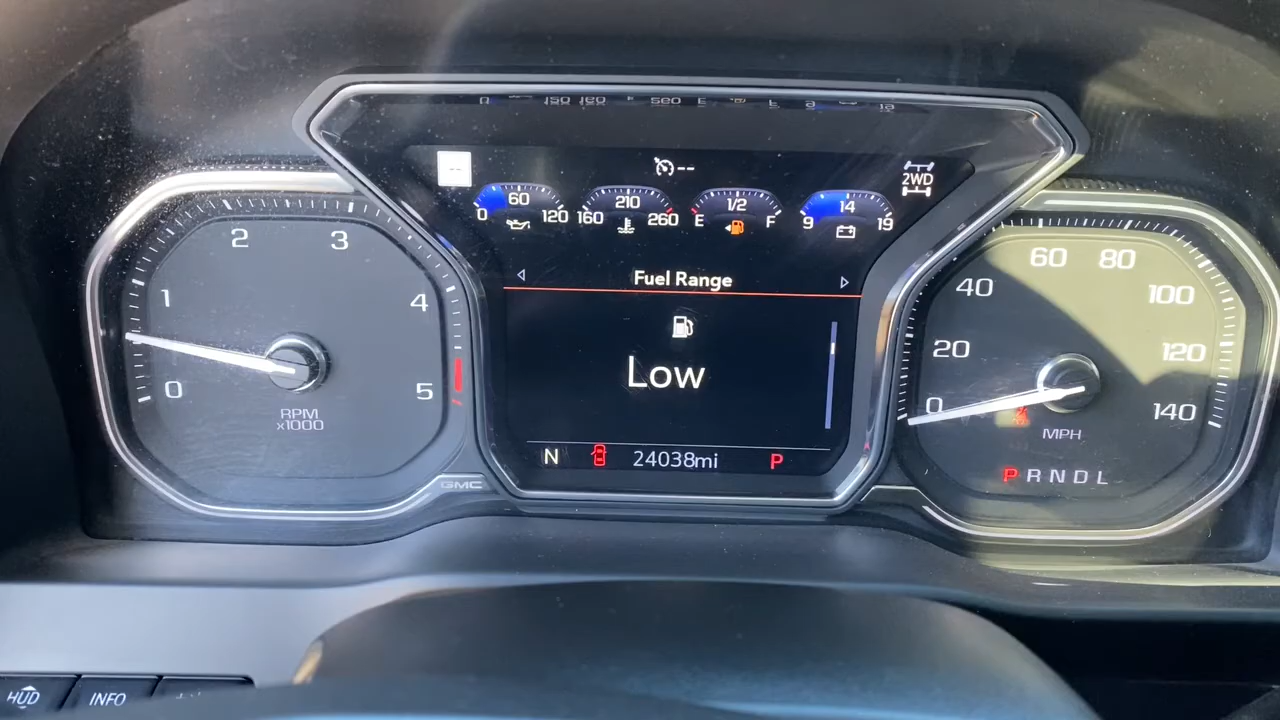 --
--
2WD
60
0 120
210
160 260
1/2
E F
14
9 19
Fuel Range
Low
N 24038mi P
0 1 2 3 4 5
RPM
x1000
GMC
0 20 40 60 80 100 120 140
MPH
P R N D L
HUD
INFO